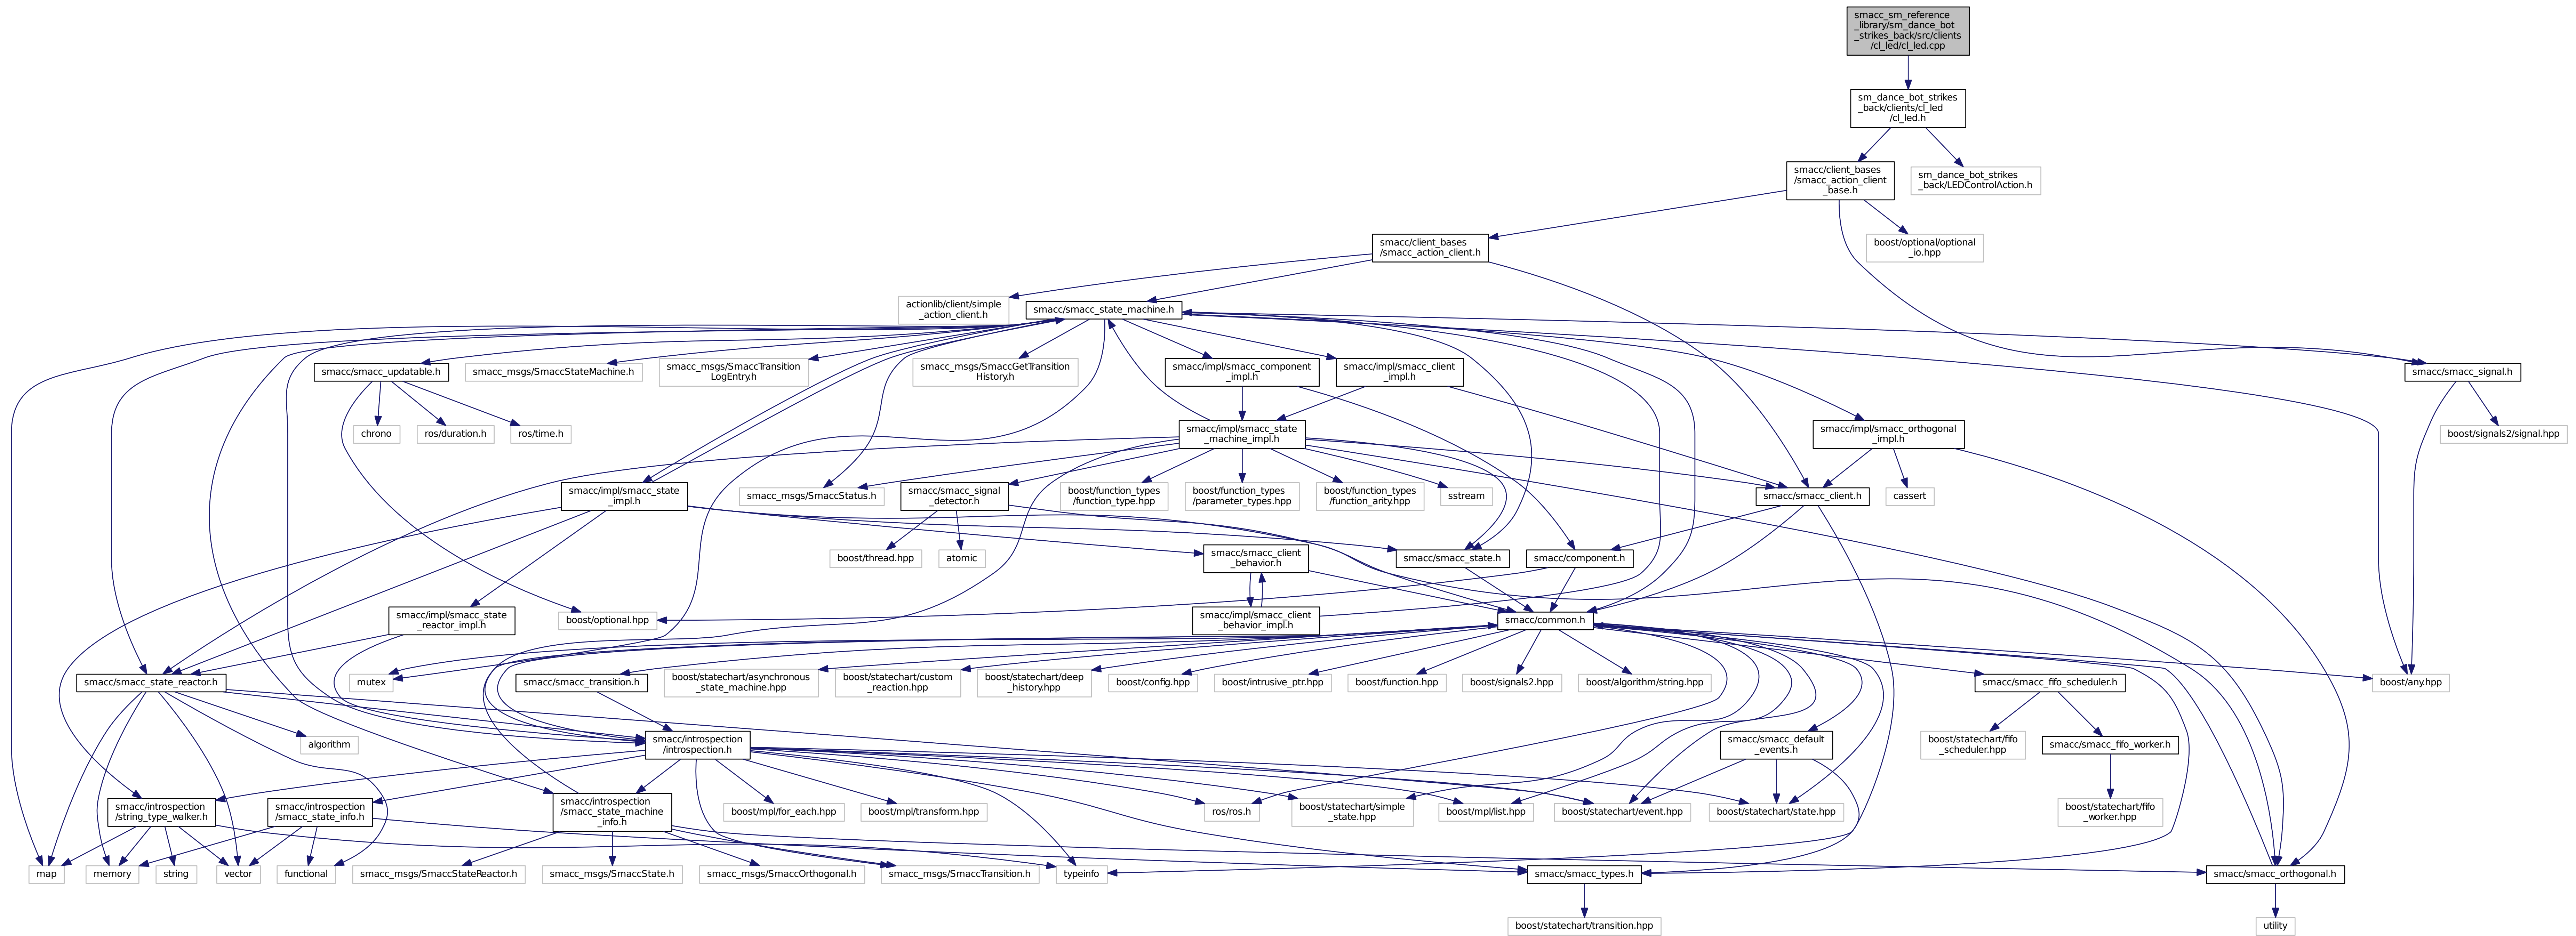 smacc_sm_reference
_library/sm_dance_bot
_strikes_back/src/clients
/cl_led/cl_led.cpp
sm_dance_bot_strikes
_back/clients/cl_led
/cl_led.h
smacc/client_bases
/smacc_action_client
_base.h
sm_dance_bot_strikes
_back/LEDControlAction.h
smacc/client_bases
/smacc_action_client.h
boost/optional/optional
_io.hpp
actionlib/client/simple
_action_client.h
smacc/smacc_state_machine.h
smacc/smacc_updatable.h
smacc_msgs/SmaccStateMachine.h
smacc_msgs/SmaccTransition
LogEntry.h
smacc_msgs/SmaccGetTransition
History.h
smacc/impl/smacc_component
_impl.h
smacc/impl/smacc_client
_impl.h
smacc/smacc_signal.h
chrono
ros/duration.h
ros/time.h
smacc/impl/smacc_state
_machine_impl.h
smacc/impl/smacc_orthogonal
_impl.h
boost/signals2/signal.hpp
smacc/impl/smacc_state
_impl.h
smacc_msgs/SmaccStatus.h
smacc/smacc_signal
_detector.h
boost/function_types
/function_type.hpp
boost/function_types
/parameter_types.hpp
boost/function_types
/function_arity.hpp
sstream
smacc/smacc_client.h
cassert
boost/thread.hpp
atomic
smacc/smacc_client
_behavior.h
smacc/smacc_state.h
smacc/component.h
smacc/impl/smacc_state
_reactor_impl.h
boost/optional.hpp
smacc/impl/smacc_client
_behavior_impl.h
smacc/common.h
smacc/smacc_state_reactor.h
mutex
smacc/smacc_transition.h
boost/statechart/asynchronous
_state_machine.hpp
boost/statechart/custom
_reaction.hpp
boost/statechart/deep
_history.hpp
boost/config.hpp
boost/intrusive_ptr.hpp
boost/function.hpp
boost/signals2.hpp
boost/algorithm/string.hpp
smacc/smacc_fifo_scheduler.h
boost/any.hpp
algorithm
smacc/introspection
/introspection.h
smacc/smacc_default
_events.h
boost/statechart/fifo
_scheduler.hpp
smacc/smacc_fifo_worker.h
smacc/introspection
/string_type_walker.h
smacc/introspection
/smacc_state_info.h
smacc/introspection
/smacc_state_machine
_info.h
boost/mpl/for_each.hpp
boost/mpl/transform.hpp
ros/ros.h
boost/statechart/simple
_state.hpp
boost/mpl/list.hpp
boost/statechart/event.hpp
boost/statechart/state.hpp
boost/statechart/fifo
_worker.hpp
map
memory
string
vector
functional
smacc_msgs/SmaccStateReactor.h
smacc_msgs/SmaccState.h
smacc_msgs/SmaccOrthogonal.h
smacc_msgs/SmaccTransition.h
typeinfo
smacc/smacc_types.h
smacc/smacc_orthogonal.h
boost/statechart/transition.hpp
utility